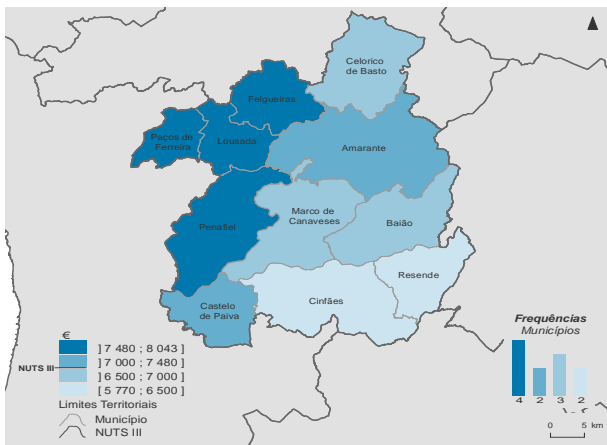 Celorico
de Basto
Felgueiras
Paços de
Ferreira
Lousada
Amarante
Penafiel
Marco de
Canaveses
Baião
Resende
Cinfães
Castelo
de Paiva
€
] 7 480 ; 8 043 ]
NUTS III
] 7 000 ; 7 480 ]
] 6 500 ; 7 000 ]
[ 5 770 ; 6 500 ]
Limites Territoriais
Município
NUTS III
Frequências
Municípios
4 2 3 2
0 5 km